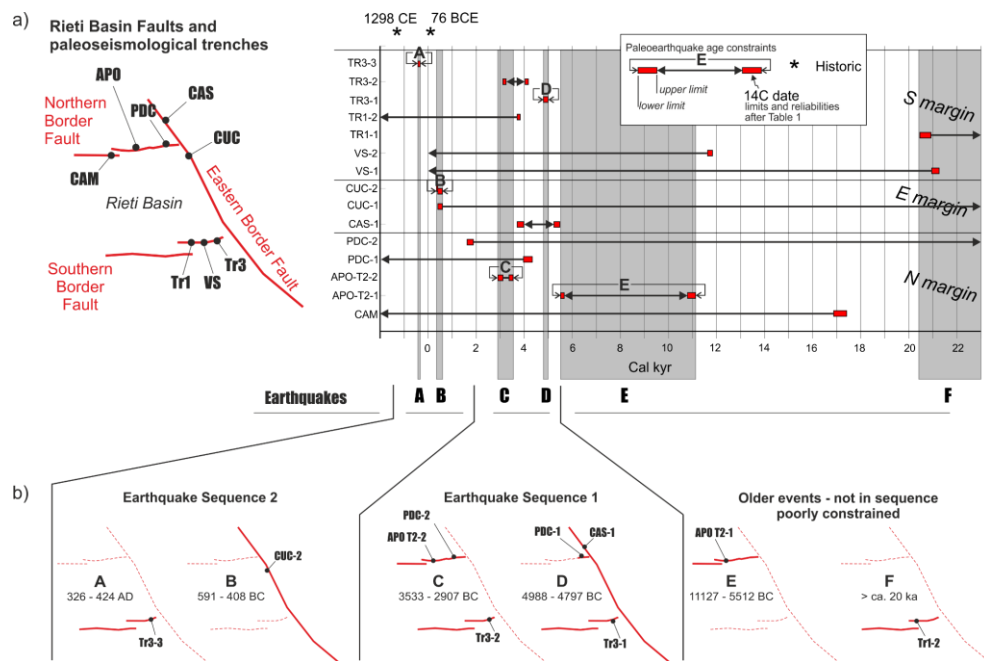 a)
Rieti Basin Faults and
paleoseismological trenches
APO
CAS
Northern
Border
Fault
PDC
CUC
CAM
Rieti Basin
Eastern Border Fault
Southern
Border
Fault
Tr1
VS
Tr3
1298 CE
76 BCE
*
*
TR3-3
TR3-2
TR3-1
TR1-2
TR1-1
VS-2
VS-1
CUC-2
CUC-1
CAS-1
PDC-2
PDC-1
APO-T2-2
APO-T2-1
CAM
A
D
B
C
E
Paleoearthquake age constraints
E
upper limit
lower limit
14C date
limits and reliabilities
after Table 1
* Historic
S margin
E margin
N margin
0 2 4 6 8 10 12 14 16 18 20 22
Cal kyr
Earthquakes
A B C D E F
b)
Earthquake Sequence 2
CUC-2
A
326 - 424 AD
Tr3-3
B
591 - 408 BC
Earthquake Sequence 1
PDC-2
APO T2-2
C
3533 - 2907 BC
Tr3-2
CAS-1
PDC-1
D
4988 - 4797 BC
Tr3-1
Older events - not in sequence
poorly constrained
APO T2-1
E
11127 - 5512 BC
F
> ca. 20 ka
Tr1-2